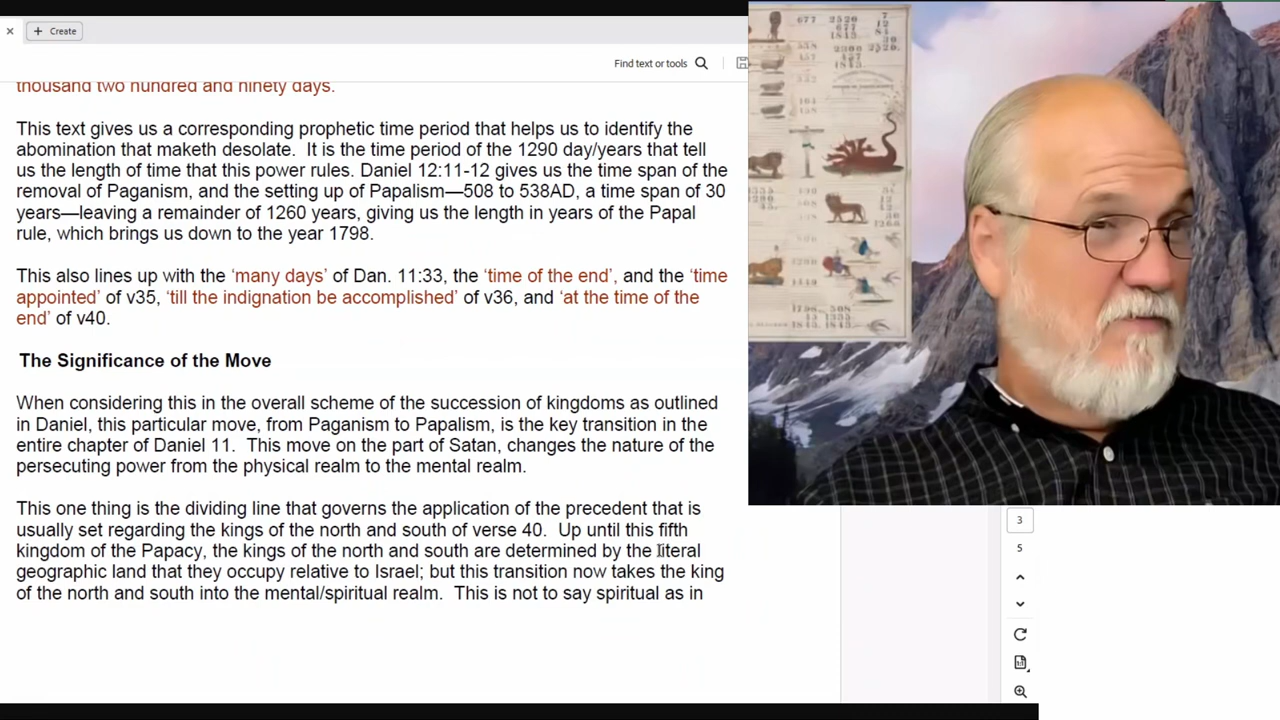 Create
Find text or tools
thousand two hundred and ninety days.
This text gives us a corresponding prophetic time period that helps us to identify the
abomination that maketh desolate.  It is the time period of the 1290 day/years that tell
us the length of time that this power rules. Daniel 12:11-12 gives us the time span of the
removal of Paganism, and the setting up of Papalism—508 to 538AD, a time span of 30
years—leaving a remainder of 1260 years, giving us the length in years of the Papal
rule, which brings us down to the year 1798.
This also lines up with the ‘many days’ of Dan. 11:33, the ‘time of the end’, and the ‘time
appointed’ of v35, ‘till the indignation be accomplished’ of v36, and ‘at the time of the
end’ of v40.
The Significance of the Move
When considering this in the overall scheme of the succession of kingdoms as outlined
in Daniel, this particular move, from Paganism to Papalism, is the key transition in the
entire chapter of Daniel 11.  This move on the part of Satan, changes the nature of the
persecuting power from the physical realm to the mental realm.
This one thing is the dividing line that governs the application of the precedent that is
usually set regarding the kings of the north and south of verse 40.  Up until this fifth
kingdom of the Papacy, the kings of the north and south are determined by the literal
geographic land that they occupy relative to Israel; but this transition now takes the king
of the north and south into the mental/spiritual realm.  This is not to say spiritual as in
3
5
677 2520
677
1843